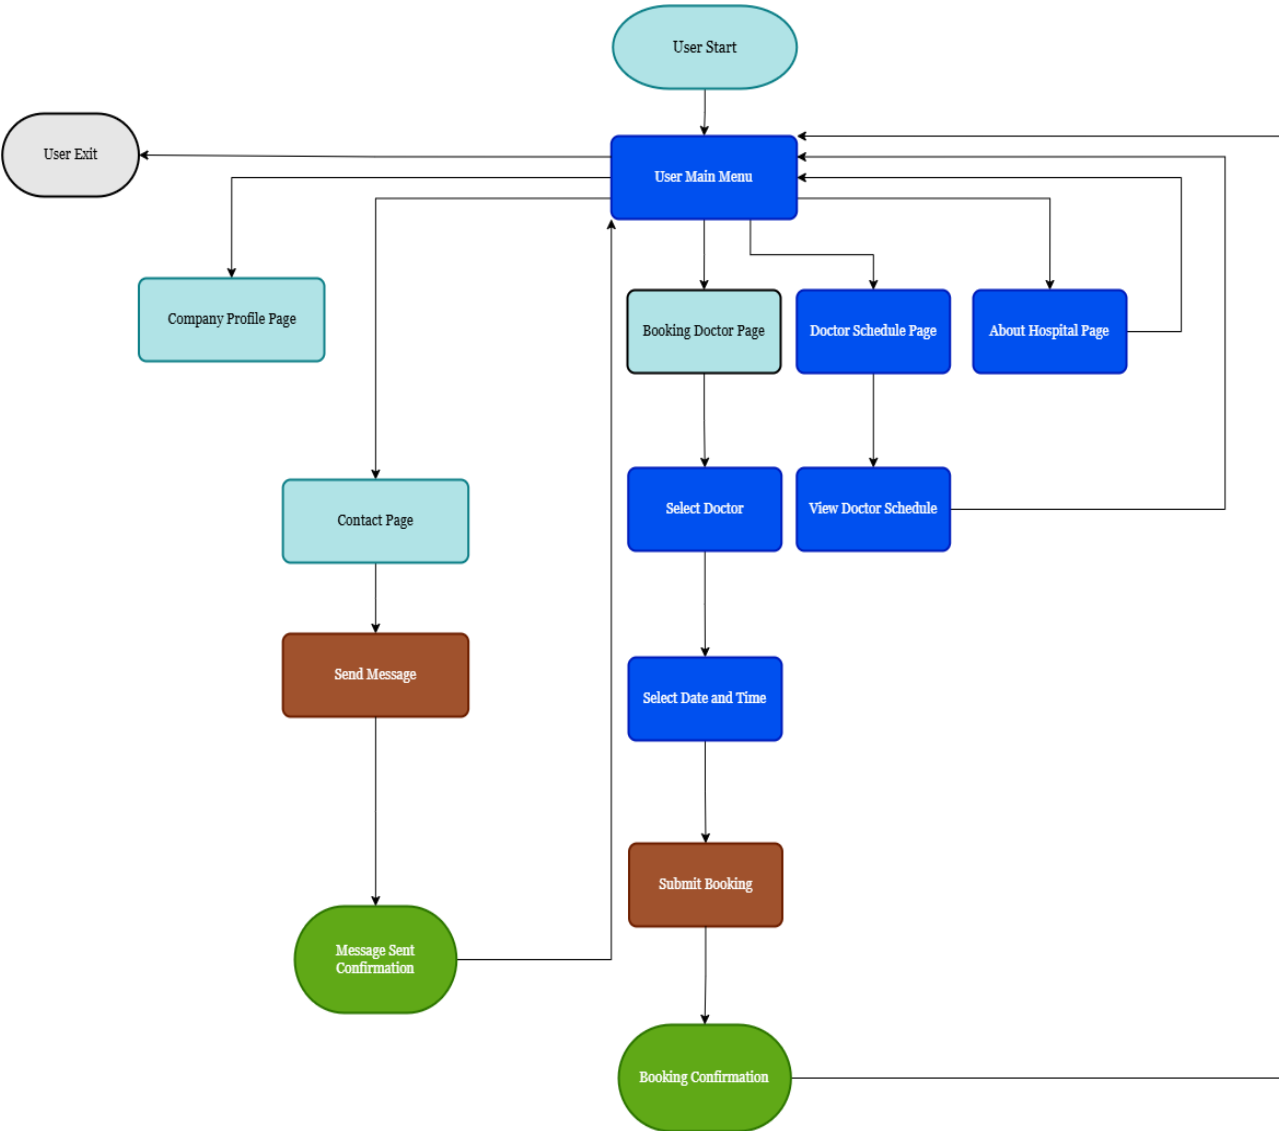 User Start
User Exit
User Main Menu
Company Profile Page
Booking Doctor Page
Doctor Schedule Page
About Hospital Page
Contact Page
Select Doctor
View Doctor Schedule
Send Message
Select Date and Time
Submit Booking
Message Sent
Confirmation
Booking Confirmation